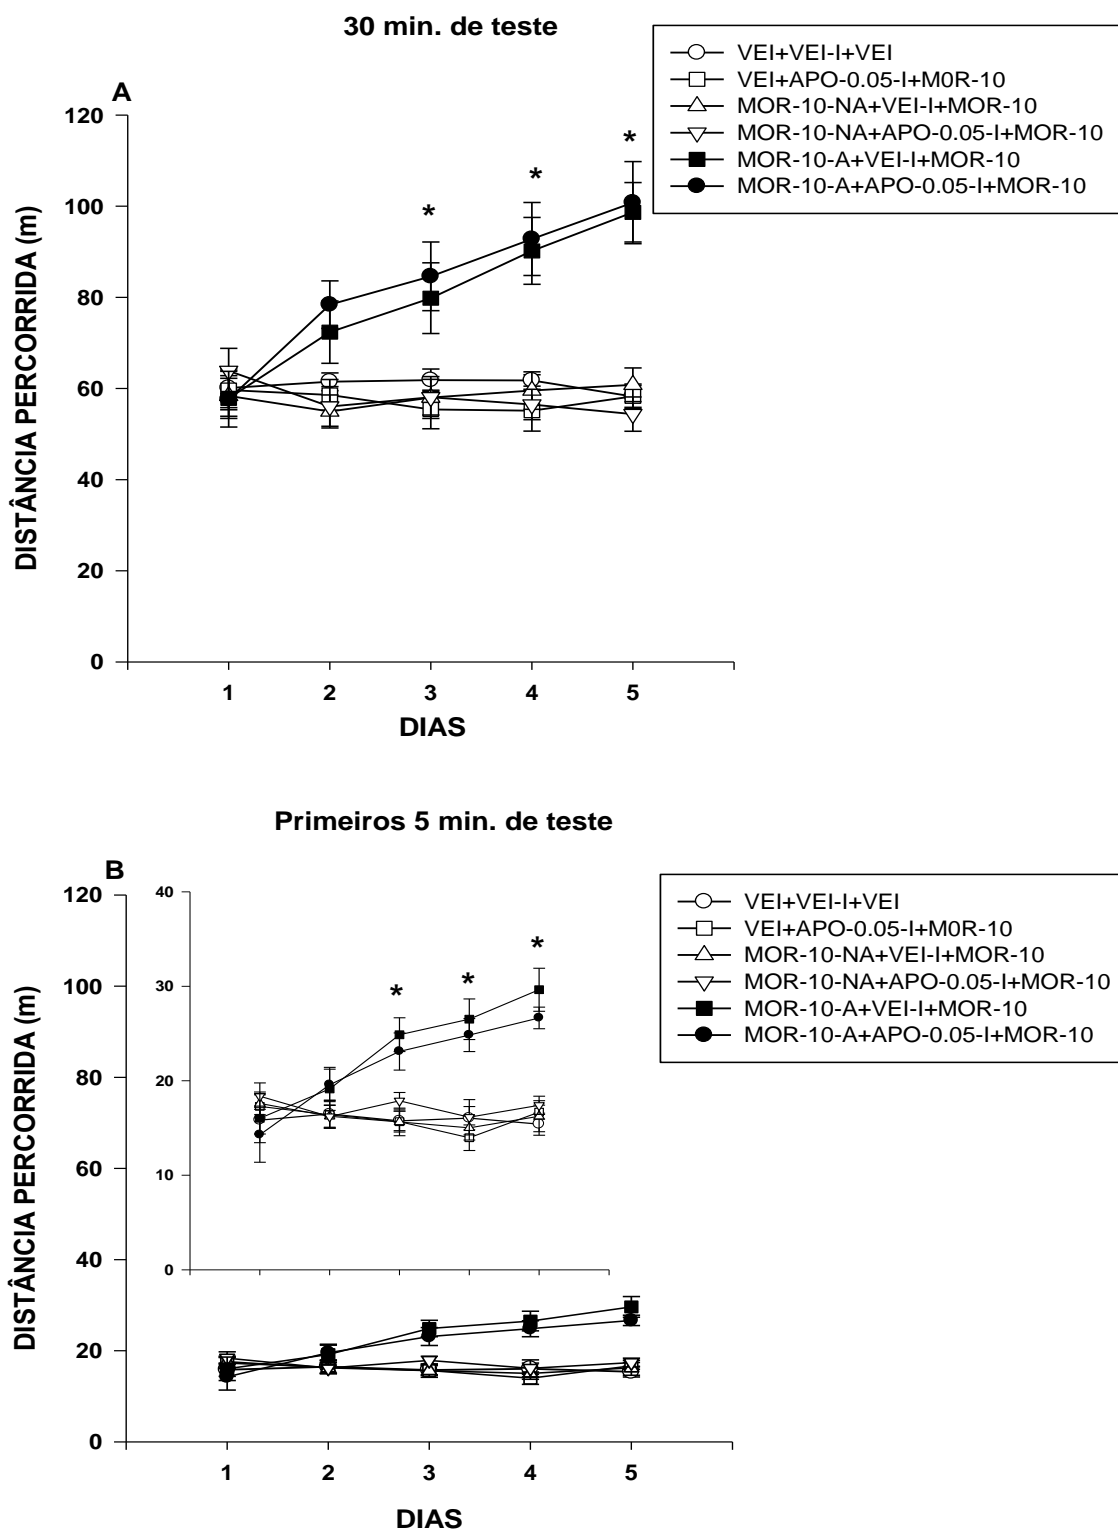 30 min. de teste
A
VEI+VEI-I+VEI
VEI+APO-0.05-I+M0R-10
MOR-10-NA+VEI-I+MOR-10
MOR-10-NA+APO-0.05-I+MOR-10
MOR-10-A+VEI-I+MOR-10
MOR-10-A+APO-0.05-I+MOR-10
DISTÂNCIA PERCORRIDA (m)
120
100
80
60
40
20
0
*
*
*
1 2 3 4 5
DIAS
Primeiros 5 min. de teste
B
VEI+VEI-I+VEI
VEI+APO-0.05-I+M0R-10
MOR-10-NA+VEI-I+MOR-10
MOR-10-NA+APO-0.05-I+MOR-10
MOR-10-A+VEI-I+MOR-10
MOR-10-A+APO-0.05-I+MOR-10
DISTÂNCIA PERCORRIDA (m)
120
100
80
60
40
20
0
40
30
20
10
0
*
*
*
1 2 3 4 5
DIAS